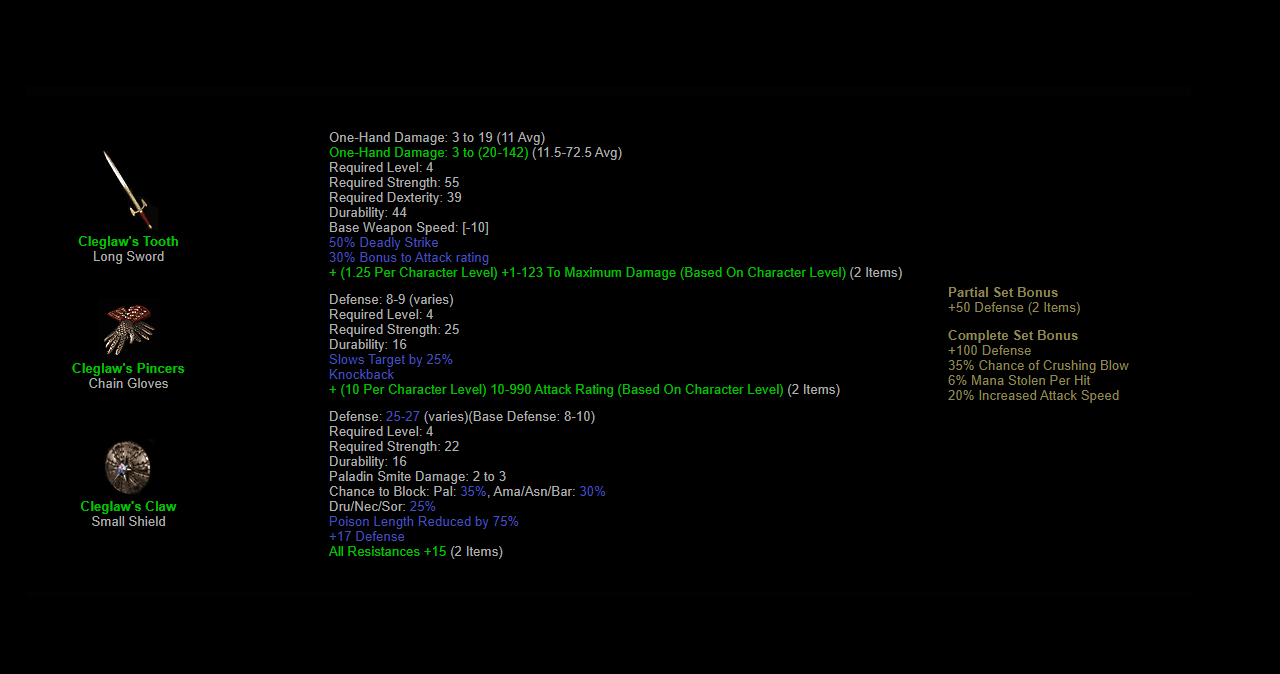 One-Hand Damage: 3 to 19 (11 Avg)
One-Hand Damage: 3 to (20-142) (11.5-72.5 Avg)
Required Level: 4
Required Strength: 55
Required Dexterity: 39
Durability: 44
Base Weapon Speed: [-10]
50% Deadly Strike
30% Bonus to Attack rating
+ (1.25 Per Character Level) +1-123 To Maximum Damage (Based On Character Level) (2 Items)
Cleglaw's Tooth
Long Sword
Defense: 8-9 (varies)
Required Level: 4
Required Strength: 25
Durability: 16
Slows Target by 25%
Knockback
+ (10 Per Character Level) 10-990 Attack Rating (Based On Character Level) (2 Items)
Cleglaw's Pincers
Chain Gloves
Defense: 25-27 (varies)(Base Defense: 8-10)
Required Level: 4
Required Strength: 22
Durability: 16
Paladin Smite Damage: 2 to 3
Chance to Block: Pal: 35%, Ama/Asn/Bar: 30%
Dru/Nec/Sor: 25%
Poison Length Reduced by 75%
+17 Defense
All Resistances +15 (2 Items)
Cleglaw's Claw
Small Shield
Partial Set Bonus
+50 Defense (2 Items)
Complete Set Bonus
+100 Defense
35% Chance of Crushing Blow
6% Mana Stolen Per Hit
20% Increased Attack Speed